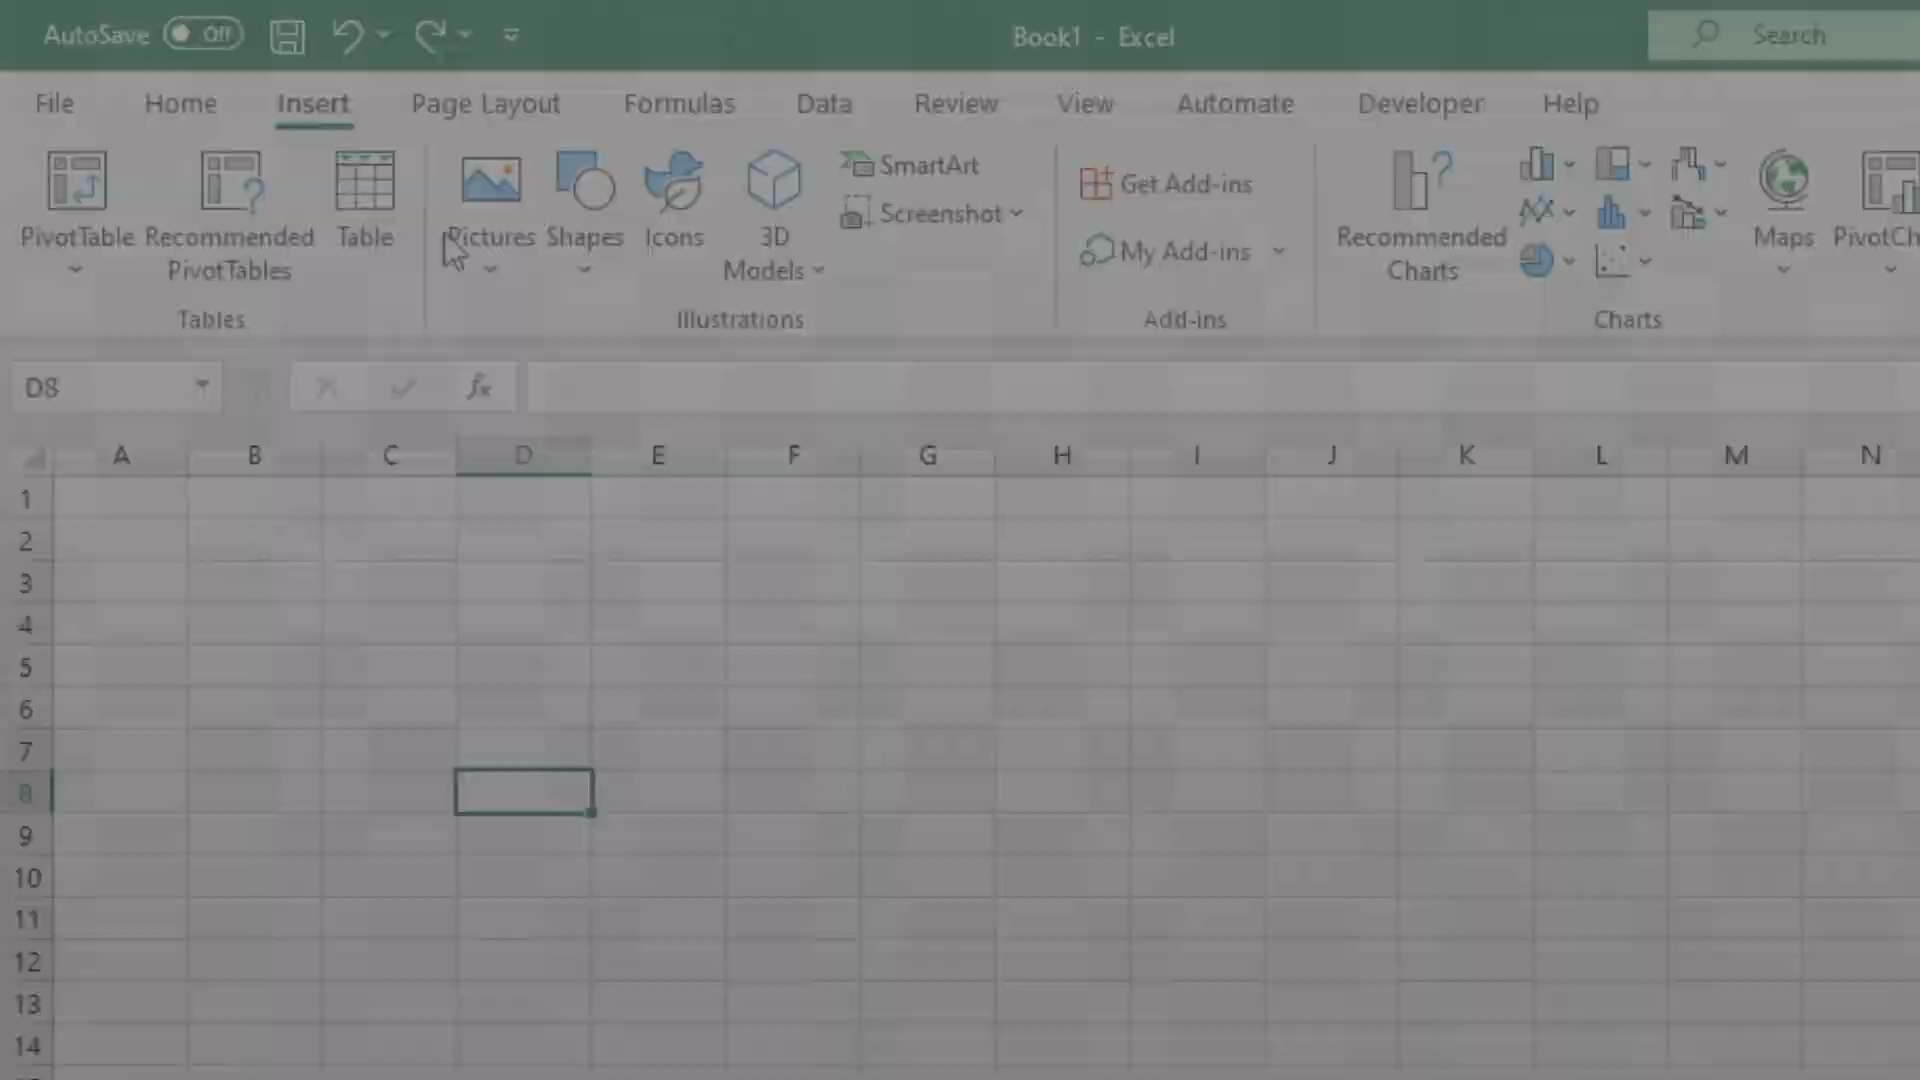 AutoSave Off
Book1 - Excel
Search
File Home Insert Page Layout Formulas Data Review View Automate Developer Help
PivotTable
Recommended
PivotTables
Table
Tables
Pictures
Shapes
Icons
3D
Models
SmartArt
Screenshot
Illustrations
Get Add-ins
My Add-ins
Add-ins
Recommended
Charts
Maps
PivotCh
Charts
D8
fx
A B C D E F G H I J K L M N
1
2
3
4
5
6
7
8
9
10
11
12
13
14